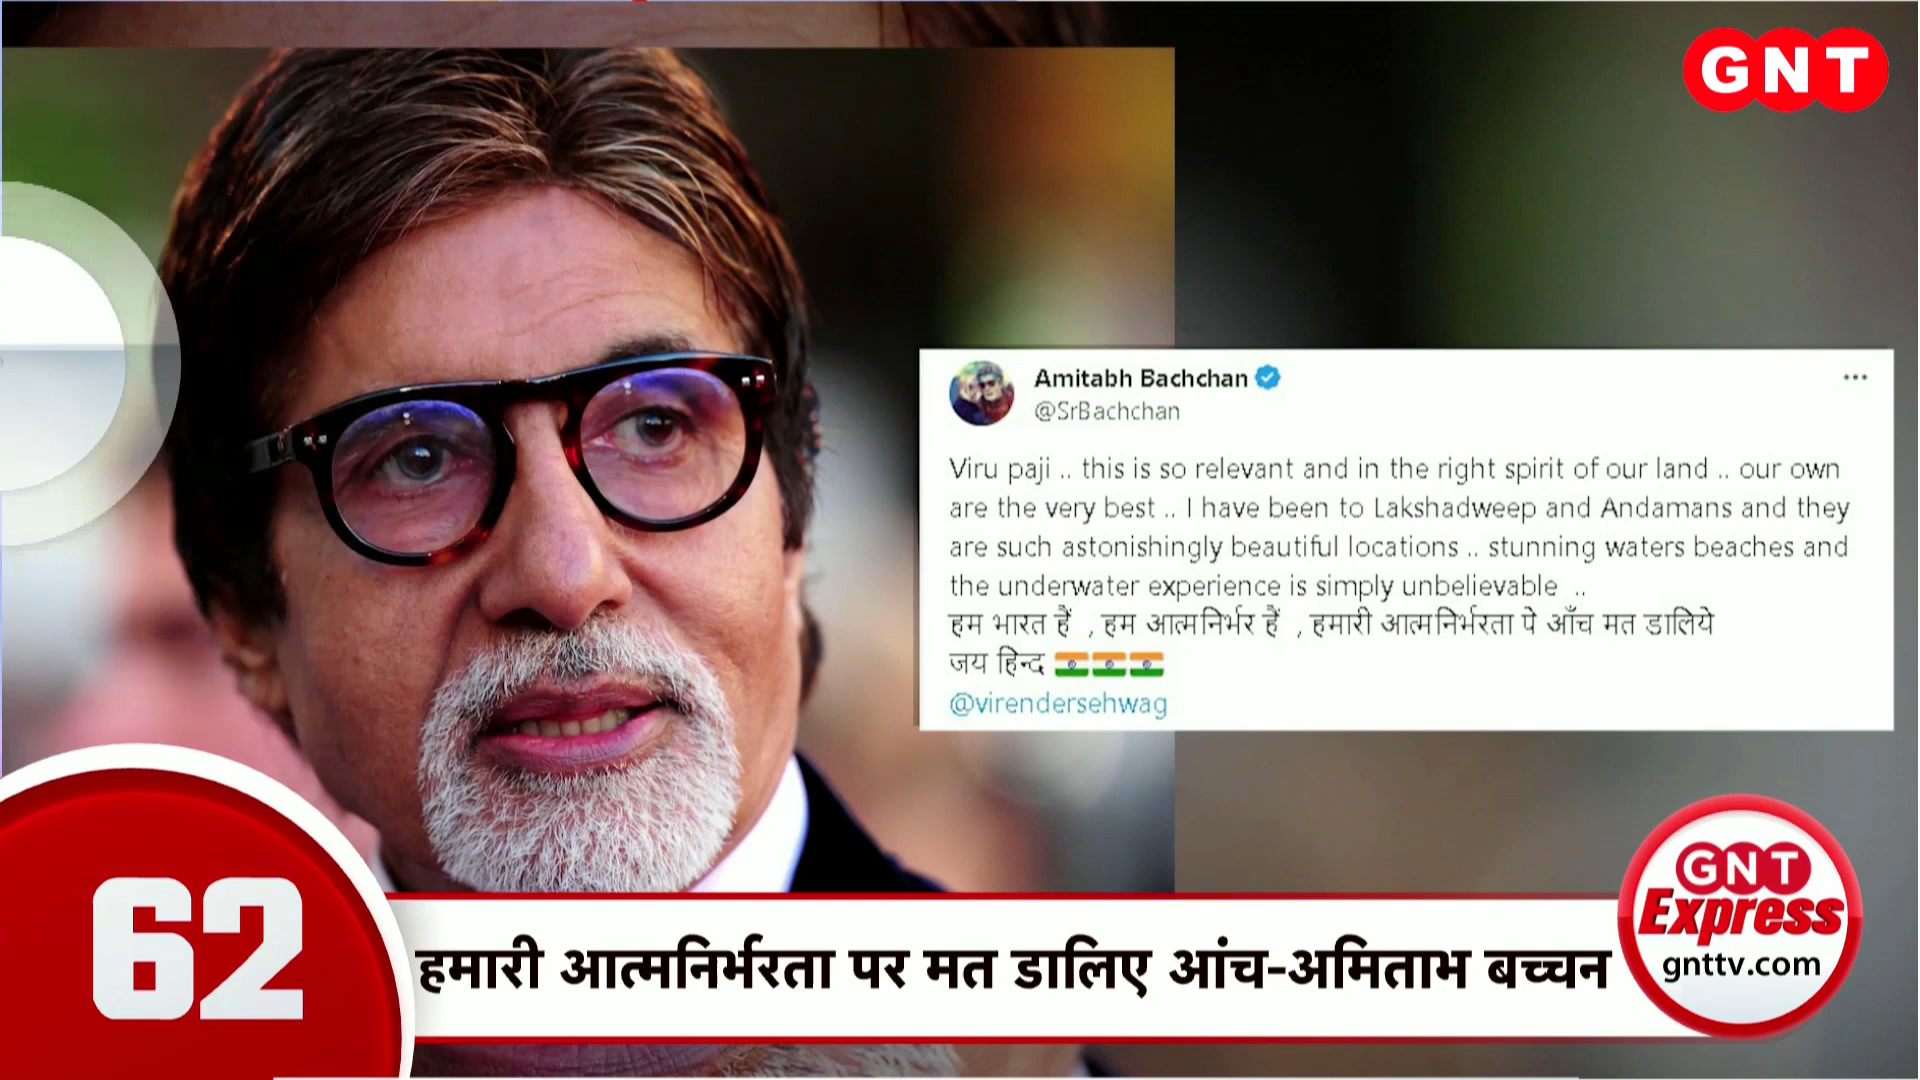 GNT
Amitabh Bachchan
@SrBachchan
Viru paji .. this is so relevant and in the right spirit of our land .. our own
are the very best .. I have been to Lakshadweep and Andamans and they
are such astonishingly beautiful locations .. stunning waters beaches and
the underwater experience is simply unbelievable ..
हम भारत हैं , हम आत्मनिर्भर हैं , हमारी आत्मनिर्भरता पे आँच मत डालिये
जय हिन्द 🇮🇳🇮🇳🇮🇳
@virendersehwag
62
हमारी आत्मनिर्भरता पर मत डालिए आंच-अमिताभ बच्चन
GNT
Express
gnttv.com